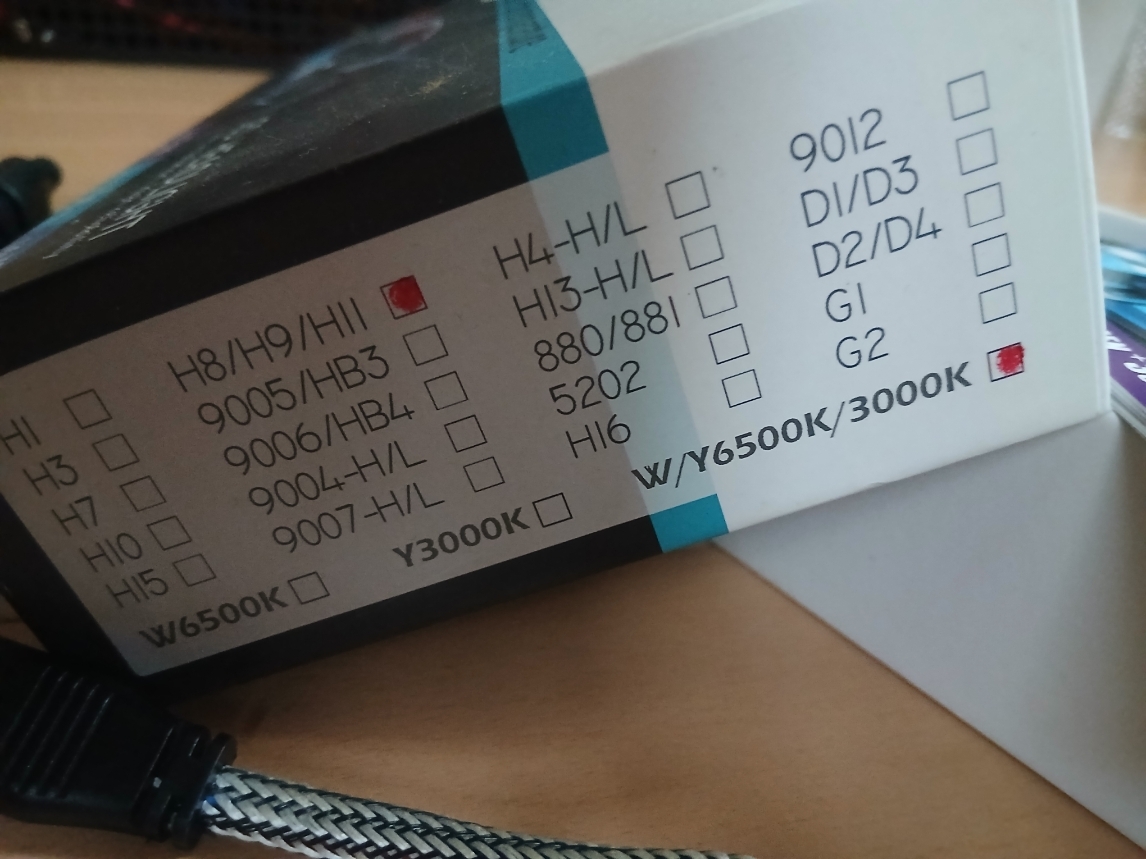 H1
H3
H7
H10
H15
H8/H9/H11
9005/HB3
9006/HB4
9004-H/L
9007-H/L
H4-H/L
H13-H/L
880/881
5202
H16
9012
D1/D3
D2/D4
G1
G2
W6500K
Y3000K
W/Y6500K/3000K